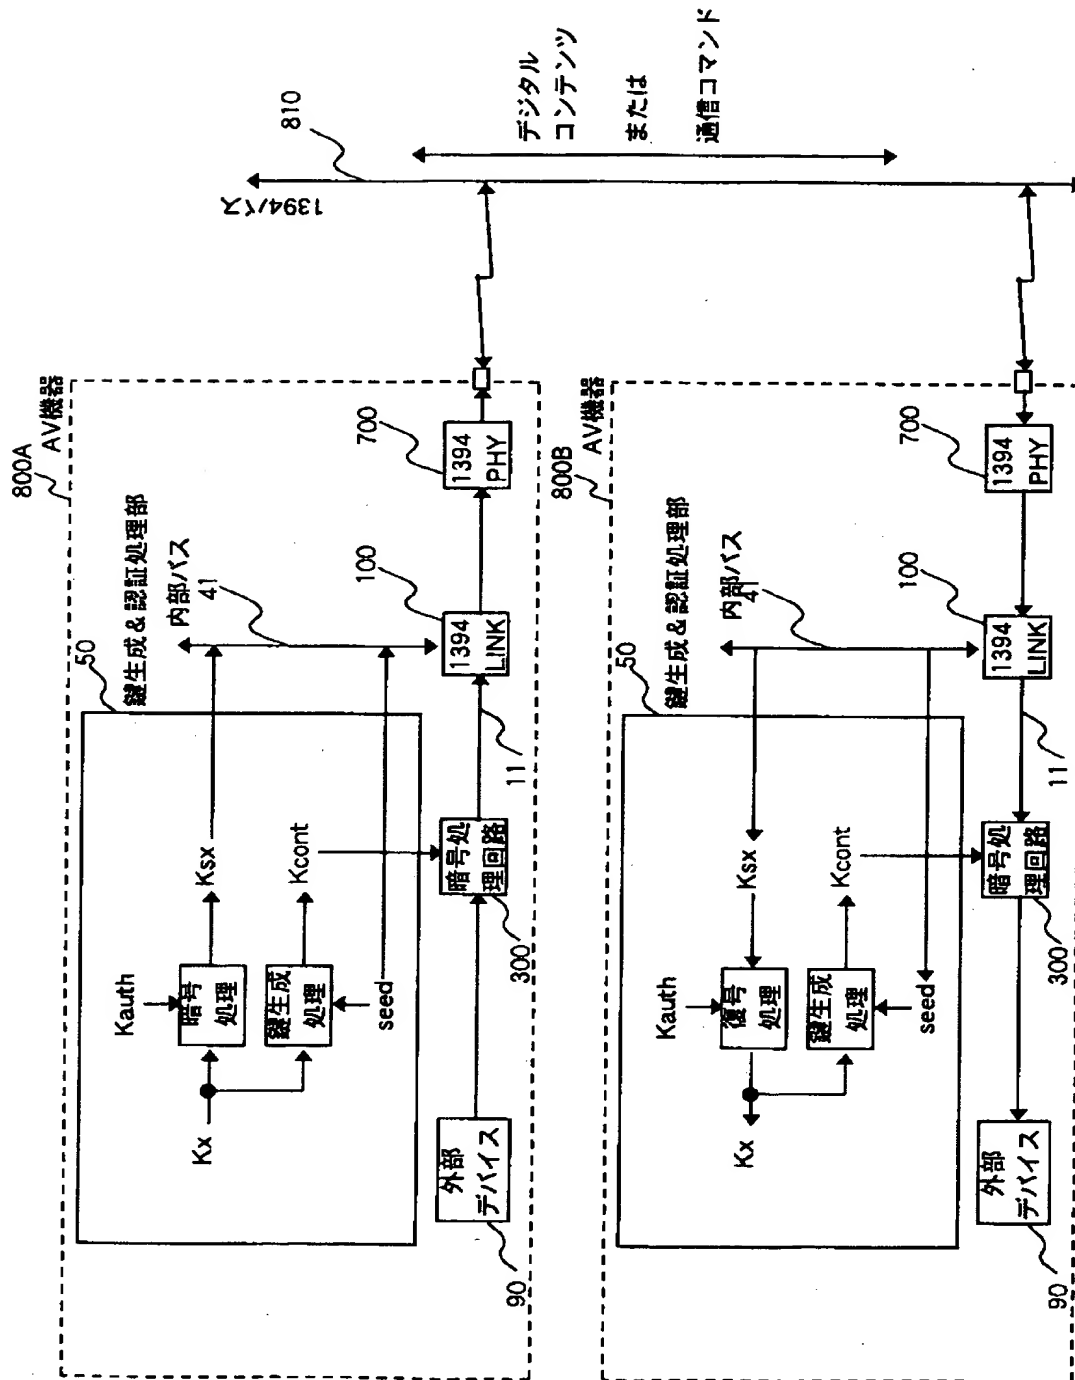 800A
AV機器
50
鍵生成&認証処理部
内部バス
41
Kauth
暗号
処理
Ksx
Kx
鍵生成
処理
Kcont
seed
100
1394
LINK
700
1394
PHY
11
暗号処
理回路
300
外部
デバイス
90
800B
AV機器
50
鍵生成&認証処理部
内部バス
41
Kauth
復号
処理
Ksx
Kx
鍵生成
処理
Kcont
seed
100
1394
LINK
700
1394
PHY
11
暗号処
理回路
300
外部
デバイス
90
1394バス
810
デジタル
コンテンツ
または
通信コマンド